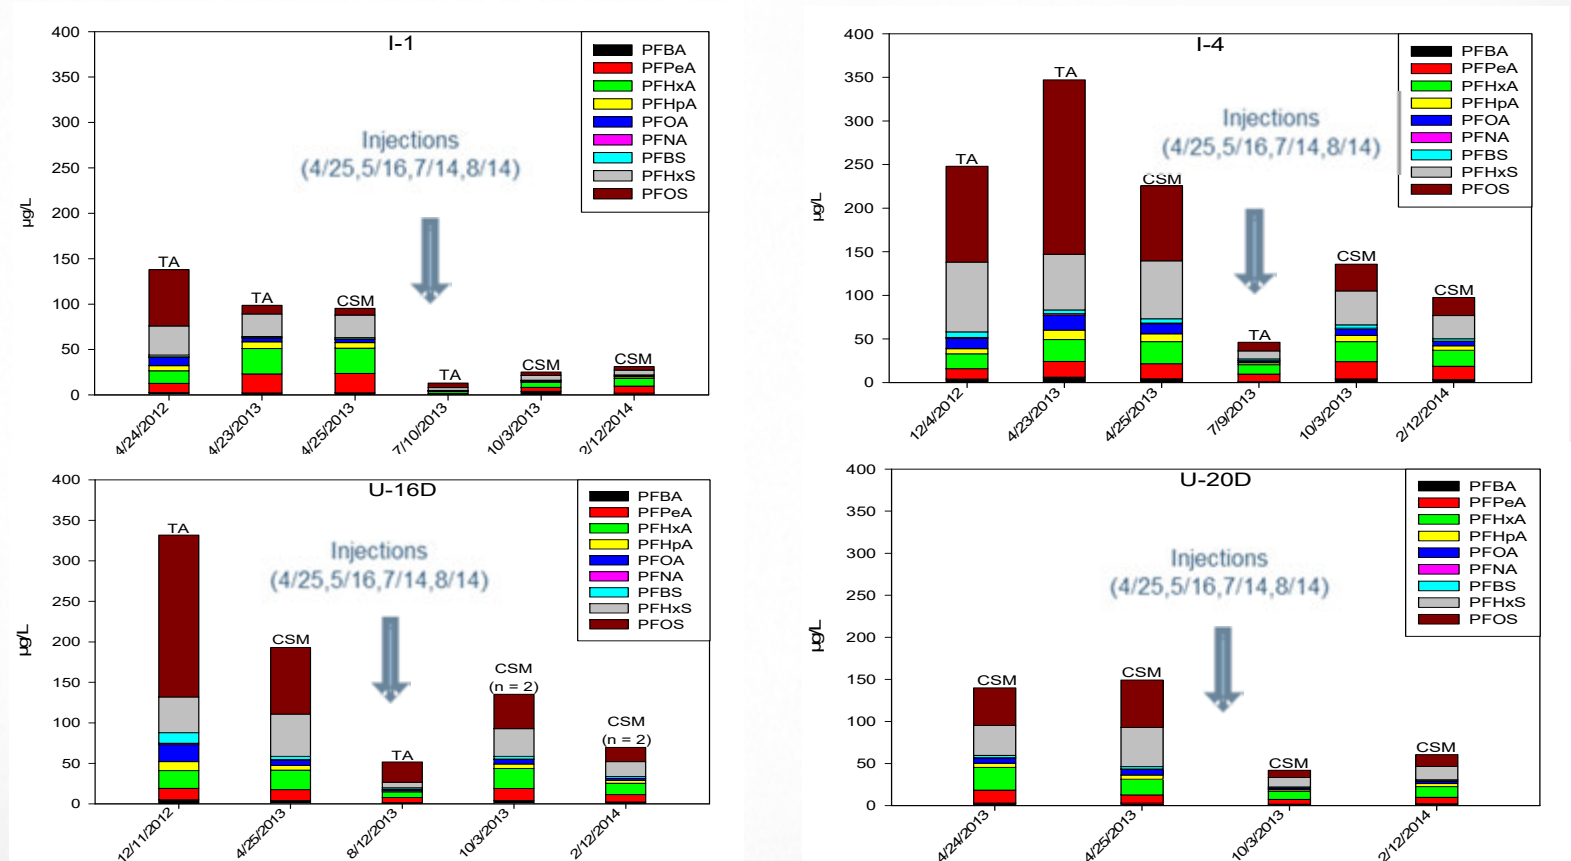 I-1
400
350
300
250
200
150
100
50
0
µg/L
Injections
(4/25,5/16,7/14,8/14)
PFBA
PFPeA
PFHxA
PFHpA
PFOA
PFNA
PFBS
PFHxS
PFOS
TA
TA
CSM
TA
CSM
CSM
4/24/2012
4/23/2013
4/25/2013
7/10/2013
10/3/2013
2/12/2014
I-4
400
350
300
250
200
150
100
50
0
µg/L
Injections
(4/25,5/16,7/14,8/14)
PFBA
PFPeA
PFHxA
PFHpA
PFOA
PFNA
PFBS
PFHxS
PFOS
TA
TA
CSM
TA
CSM
CSM
12/4/2012
4/23/2013
4/25/2013
7/9/2013
10/3/2013
2/12/2014
U-16D
400
350
300
250
200
150
100
50
0
µg/L
Injections
(4/25,5/16,7/14,8/14)
PFBA
PFPeA
PFHxA
PFHpA
PFOA
PFNA
PFBS
PFHxS
PFOS
TA
CSM
TA
CSM
(n = 2)
CSM
(n = 2)
12/11/2012
4/25/2013
8/12/2013
10/3/2013
2/12/2014
U-20D
400
350
300
250
200
150
100
50
0
µg/L
Injections
(4/25,5/16,7/14,8/14)
PFBA
PFPeA
PFHxA
PFHpA
PFOA
PFNA
PFBS
PFHxS
PFOS
CSM
CSM
CSM
CSM
4/24/2013
4/25/2013
10/3/2013
2/12/2014